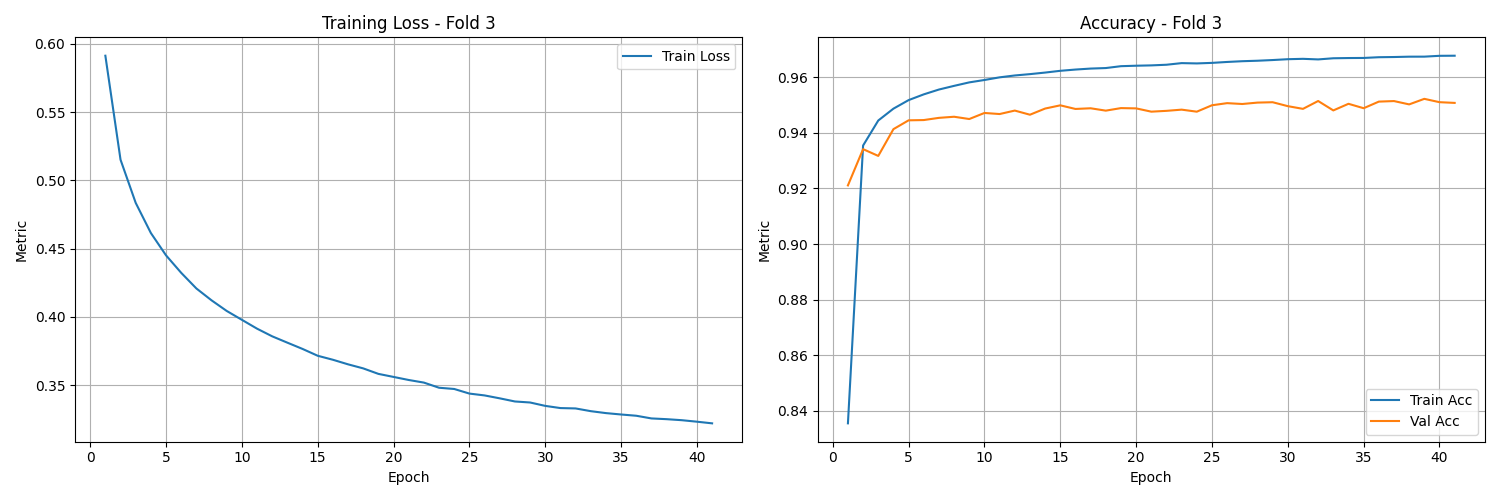 Training Loss - Fold 3
Train Loss
0.60
0.55
0.50
0.45
0.40
0.35
Metric
0 5 10 15 20 25 30 35 40
Epoch
Accuracy - Fold 3
0.96
0.94
0.92
0.90
0.88
0.86
0.84
Metric
Train Acc
Val Acc
0 5 10 15 20 25 30 35 40
Epoch